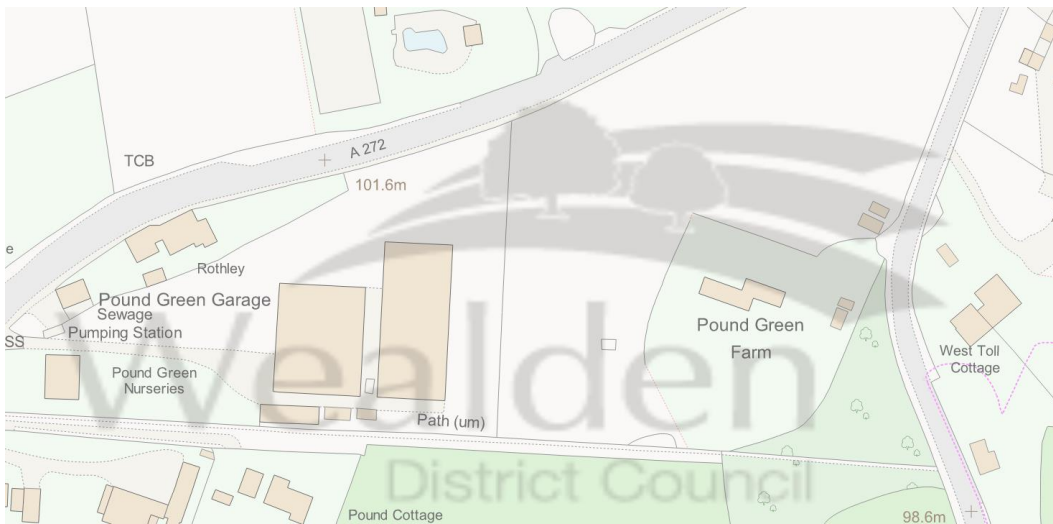 TCB
A 272
101.6m
e
Rothley
Pound Green Garage
Sewage
Pumping Station
SS
Pound Green
Nurseries
Path (um)
Pound Green
Farm
West Toll
Cottage
Wealden
District Council
Pound Cottage
98.6m